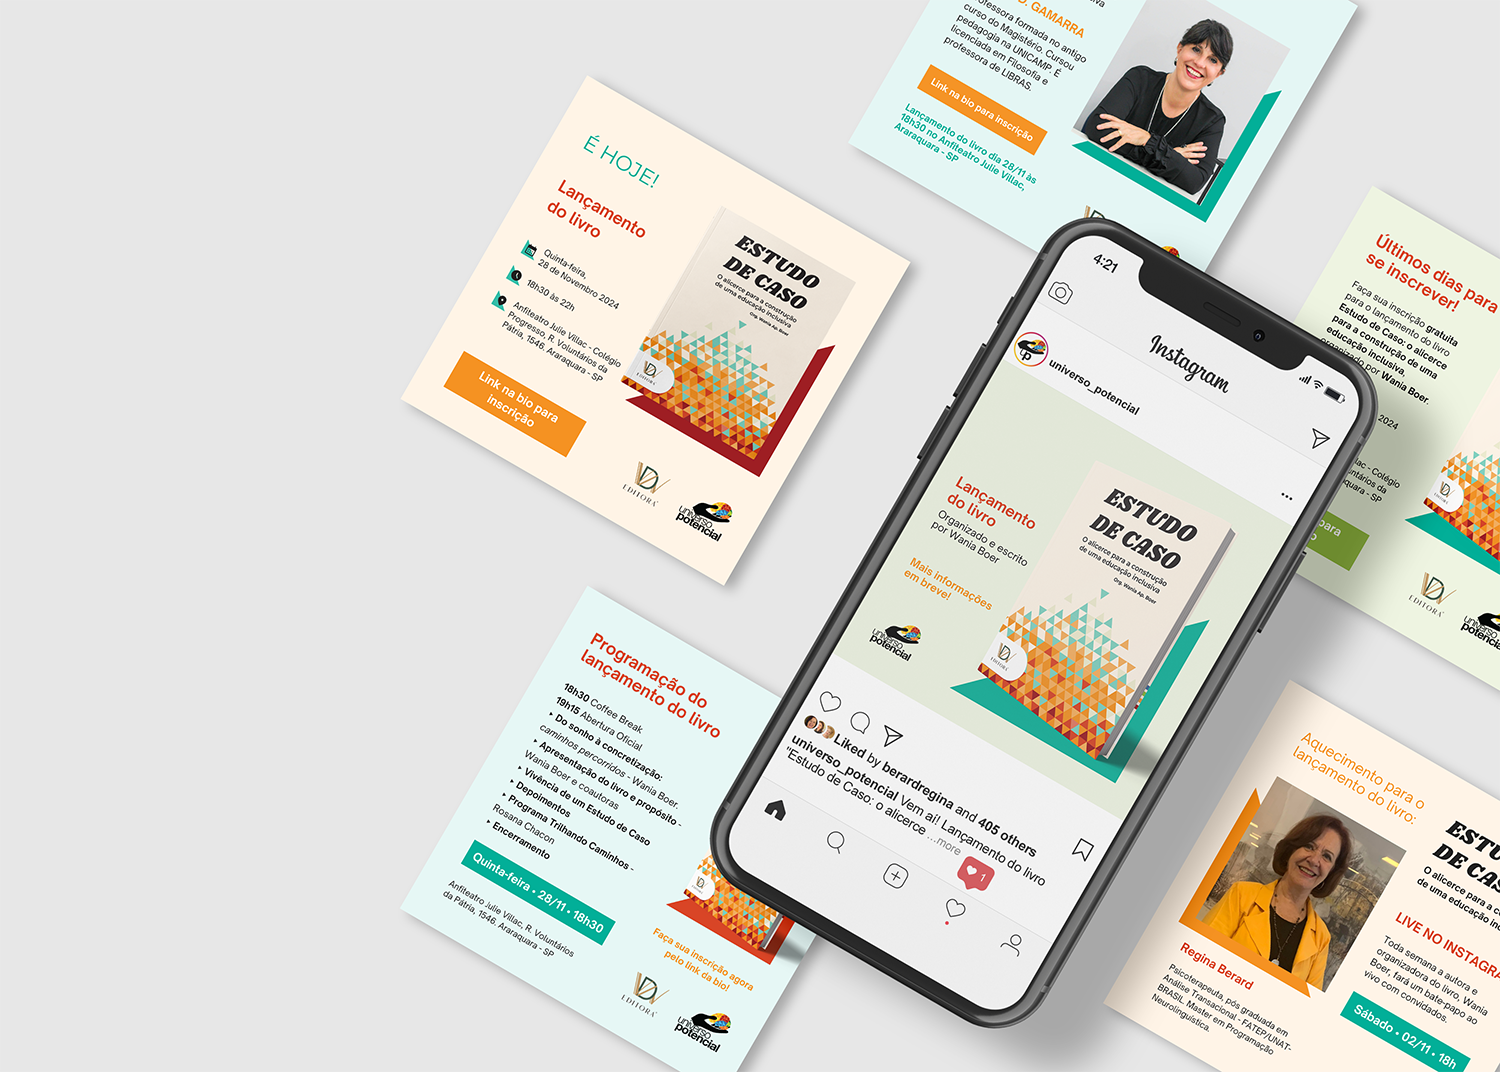 É HOJE!
Lançamento
do livro
Quinta-feira,
28 de Novembro 2024
18h30 às 22h
Anfiteatro Julie Villac - Colégio
Progresso, R. Voluntários da
Pátria, 1546. Araraquara - SP
Link na bio para
inscrição
ESTUDO
DE CASO
O alicerce para a construção
de uma educação inclusiva
Org. Wania Ap. Boer
VD
EDITORA
VD
EDITORA
universo
potencial
D. GAMARRA
professora formada no antigo
curso do Magistério. Cursou
pedagogia na UNICAMP. É
licenciada em Filosofia e
professora de LIBRAS.
Link na bio para inscrição
Lançamento do livro dia 28/11 às
18h30 no Anfiteatro Julie Villac,
Araraquara - SP
Últimos dias para
se inscrever!
Faça sua inscrição gratuita
para o lançamento do livro
Estudo de Caso: o alicerce
para a construção de uma
educação inclusiva,
organizado por Wania Boer.
2024
Villac - Colégio
Voluntários da
Araraquara - SP
para
EDITORA
VD
EDITORA
universo
potencial
4:21
Instagram
universo_potencial
Lançamento
do livro
Organizado e escrito
por Wania Boer
Mais informações
em breve!
universo
potencial
ESTUDO
DE CASO
O alicerce para a construção
de uma educação inclusiva
Org. Wania Ap. Boer
VD
EDITORA
Liked by berardregina and 405 others
universo_potencial Vem aí! Lançamento do livro
"Estudo de Caso: o alicerce ...more
1
Programação do
lançamento do livro
18h30 Coffee Break
19h15 Abertura Oficial
Do sonho à concretização:
caminhos percorridos - Wania Boer.
Apresentação do livro e propósito -
Wania Boer e coautoras
Vivência de um Estudo de Caso
Depoimentos
Programa Trilhando Caminhos -
Rosana Chacon
Encerramento
Quinta-feira • 28/11 • 18h30
Anfiteatro Julie Villac, R. Voluntários
da Pátria, 1546. Araraquara - SP
Faça sua inscrição agora
pelo link da bio!
VD
EDITORA
universo
potencial
Aquecimento para o
lançamento do livro:
ESTU
DE CAS
O alicerce para a cons
de uma educação inclu
Regina Berard
Psicoterapeuta, pós graduada em
Análise Transacional - FATEP/UNAT-
BRASIL. Master em Programação
Neurolinguística.
LIVE NO INSTAGRA
Toda semana a autora e
organizadora do livro, Wania
Boer, fará um bate-papo ao
vivo com convidados.
Sábado • 02/11 • 18h